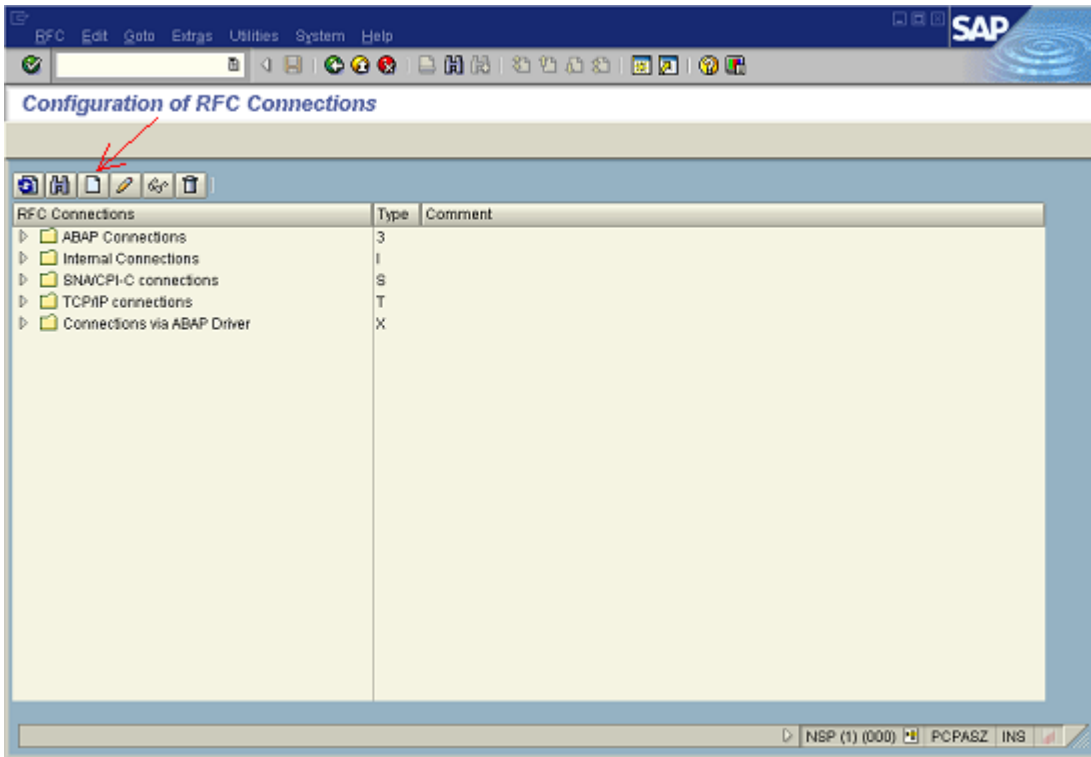 RFC Edit Goto Extras Utilities System Help
SAP
Configuration of RFC Connections
RFC Connections Type Comment
ABAP Connections 3
Internal Connections I
SNA/CPI-C connections S
TCP/IP connections T
Connections via ABAP Driver X
NSP (1) (000) PCPASZ INS